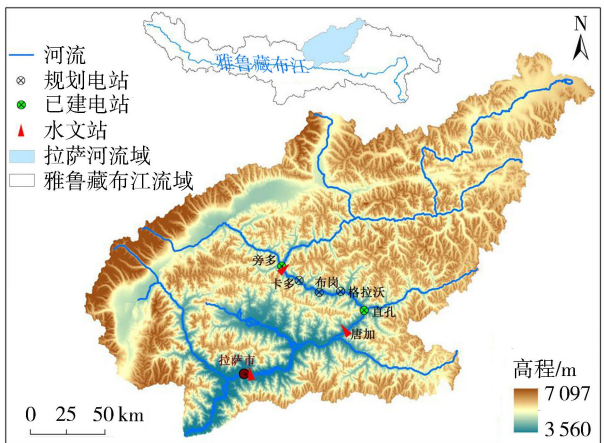 N
雅鲁藏布江
河流
规划电站
已建电站
水文站
拉萨河流域
雅鲁藏布江流域
旁多
卡多
布岗
格拉沃
直孔
唐加
拉萨市
高程/m
7 097
3 560
0 25 50 km